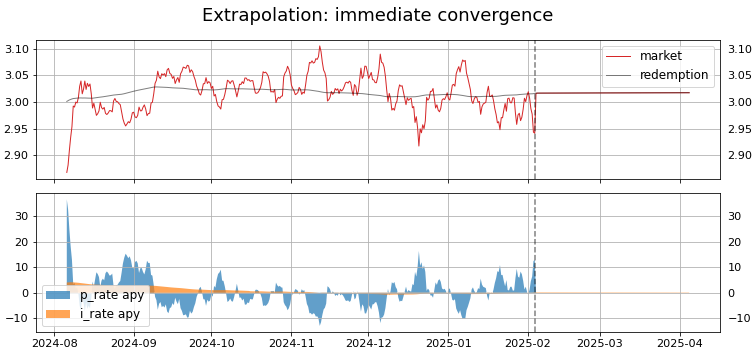 Extrapolation: immediate convergence
3.10 3.10
3.05 3.05
3.00 3.00
2.95 2.95
2.90 2.90
market
redemption
30 30
20 20
10 10
0 0
−10 −10
p_rate apy
i_rate apy
2024-08 2024-09 2024-10 2024-11 2024-12 2025-01 2025-02 2025-03 2025-04